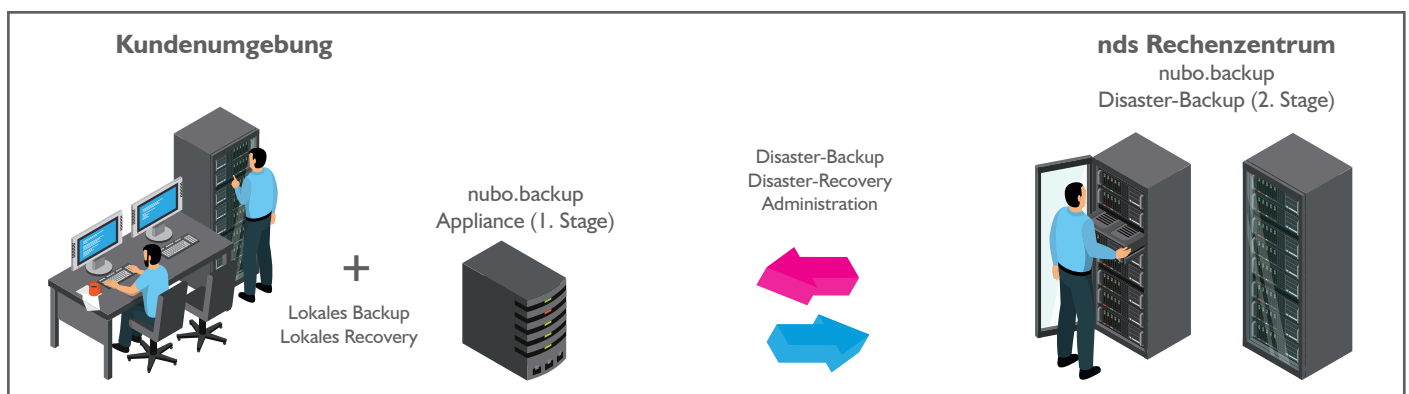 Kundenumgebung
+
Lokales Backup
Lokales Recovery
nubo.backup
Appliance (1. Stage)
Disaster-Backup
Disaster-Recovery
Administration
nds Rechenzentrum
nubo.backup
Disaster-Backup (2. Stage)